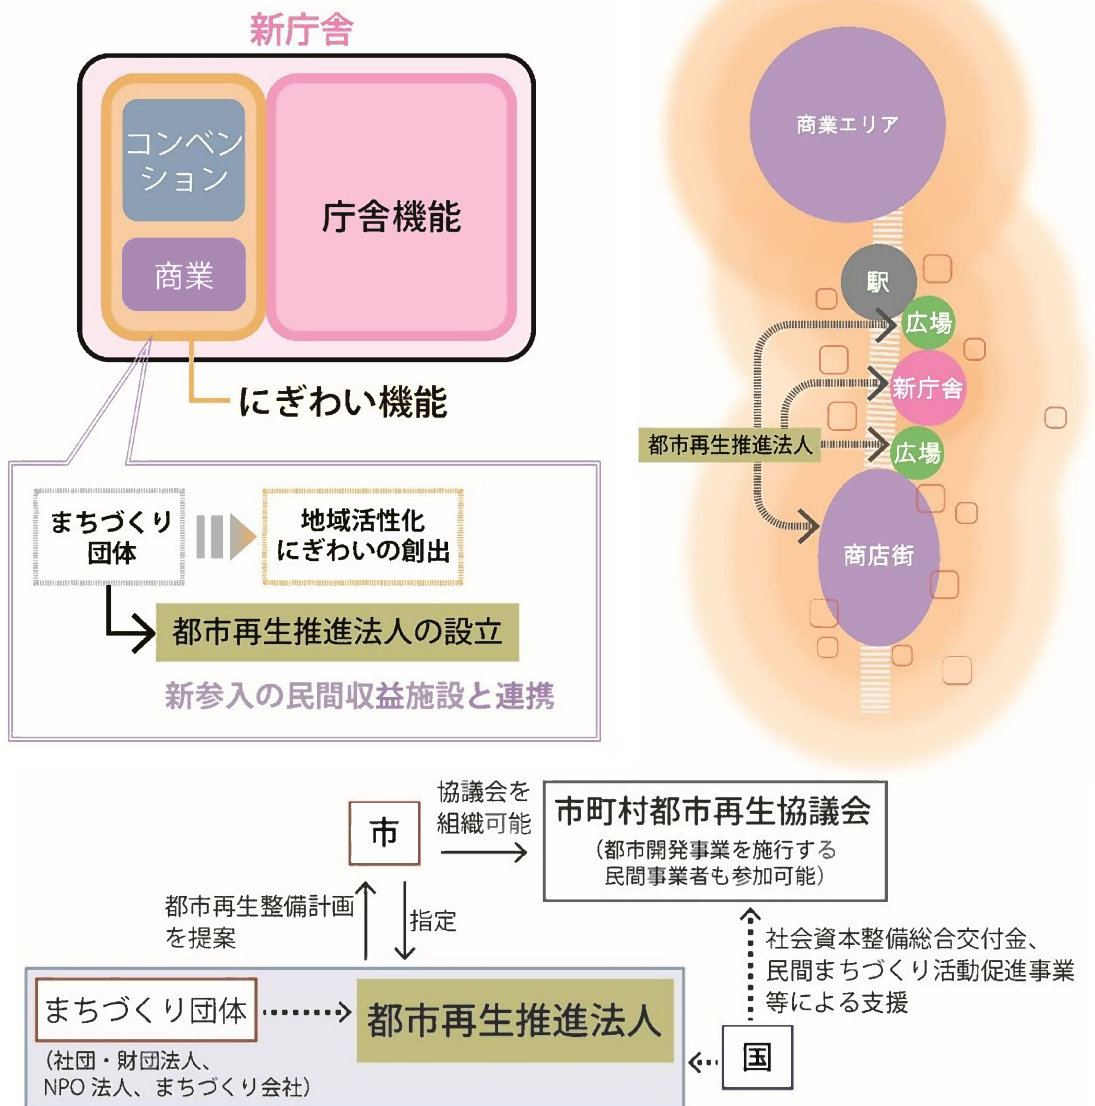 新庁舎
コンベン
ション
商業
庁舎機能
にぎわい機能
まちづくり
団体
地域活性化
にぎわいの創出
都市再生推進法人の設立
新参入の民間収益施設と連携
商業エリア
駅
広場
新庁舎
都市再生推進法人
広場
商店街
市
協議会を
組織可能
市町村都市再生協議会
（都市開発事業を施行する
民間事業者も参加可能）
都市再生整備計画
を提案
指定
社会資本整備総合交付金、
民間まちづくり活動促進事業
等による支援
まちづくり団体
都市再生推進法人
国
（社団・財団法人、
NPO 法人、まちづくり会社）